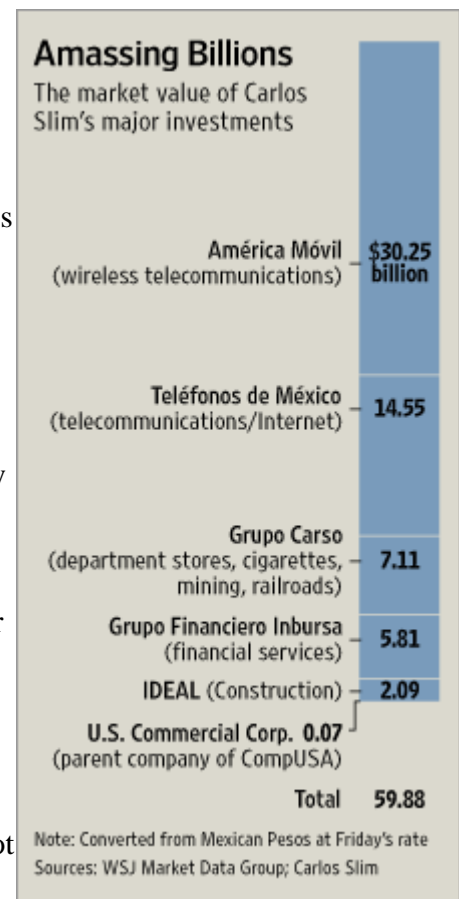 Amassing Billions
The market value of Carlos
Slim's major investments
América Móvil
(wireless telecommunications)
$30.25
billion
Teléfonos de México
(telecommunications/Internet)
14.55
Grupo Carso
(department stores, cigarettes,
mining, railroads)
7.11
Grupo Financiero Inbursa
(financial services)
5.81
IDEAL (Construction)
2.09
U.S. Commercial Corp. 0.07
(parent company of CompUSA)
Total 59.88
Note: Converted from Mexican Pesos at Friday's rate
Sources: WSJ Market Data Group; Carlos Slim